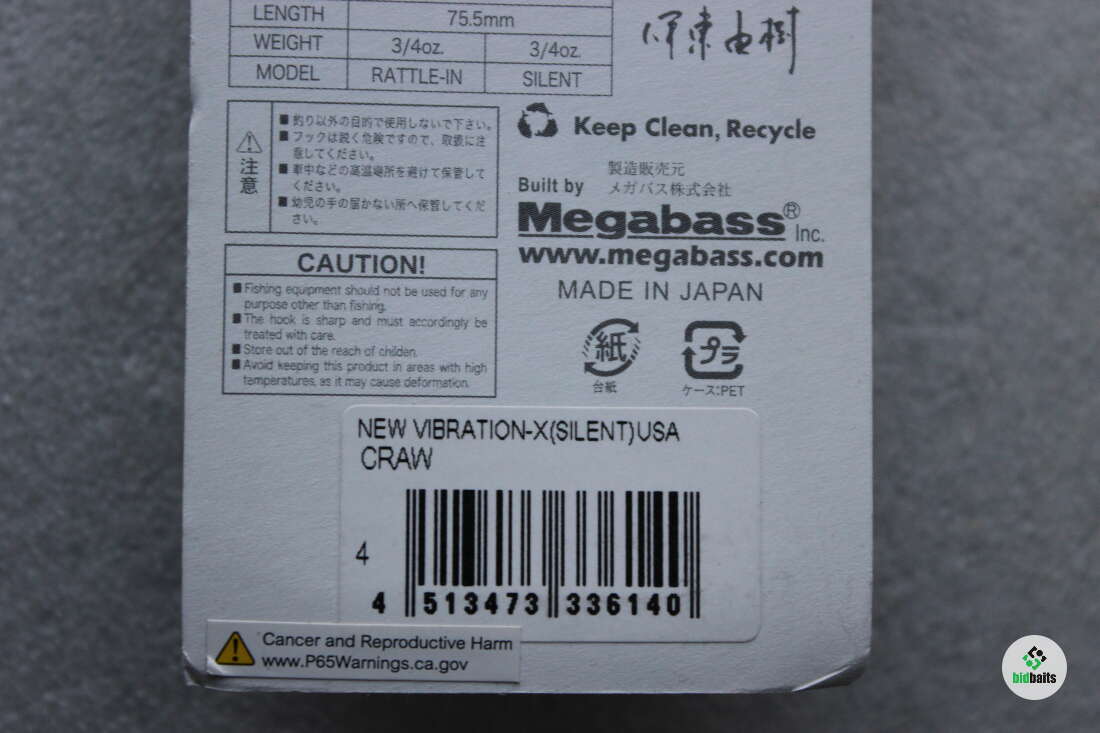 LENGTH 75.5mm
WEIGHT 3/4oz. 3/4oz.
MODEL RATTLE-IN SILENT
伊東由樹
注意
■釣り以外の目的で使用しないで下さい。
■フックは鋭く危険ですので、取扱に注
意してください。
■車中などの高温場所を避けて保管して
ください。
■幼児の手の届かない所へ保管してくだ
さい。
CAUTION!
■Fishing equipment should not be used for any
purpose other than fishing.
■The hook is sharp and must accordingly be
treated with care.
■Store out of the reach of childen.
■Avoid keeping this product in areas with high
temperatures, as it may cause deformation.
Keep Clean, Recycle
製造販売元
Built by メガバス株式会社
Megabass® Inc.
www.megabass.com
MADE IN JAPAN
紙
台紙
プラ
ケース:PET
NEW VIBRATION-X(SILENT)USA
CRAW
4
4 513473 336140
Cancer and Reproductive Harm
www.P65Warnings.ca.gov
bidbaits